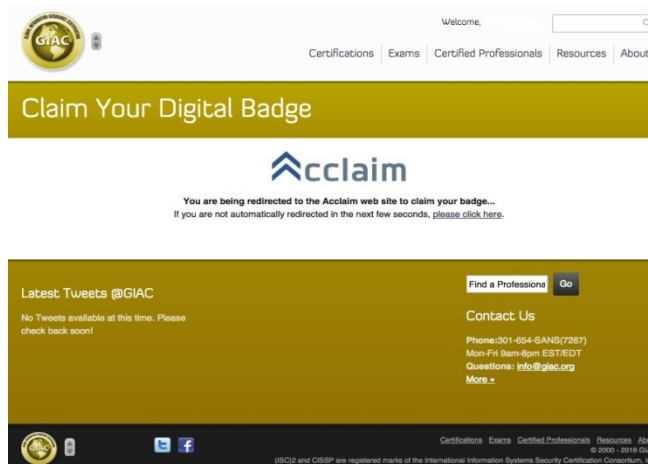 GIAC
Welcome,
Certifications Exams Certified Professionals Resources About
Claim Your Digital Badge
Acclaim
You are being redirected to the Acclaim web site to claim your badge...
If you are not automatically redirected in the next few seconds, please click here.
Latest Tweets @GIAC
No Tweets available at this time. Please
check back soon!
Find a Professiona Go
Contact Us
Phone:301-654-SANS(7267)
Mon-Fri 9am-8pm EST/EDT
Questions: info@giac.org
More »
GIAC
Certifications Exams Certified Professionals Resources
© 2000 - 2016
(ISC)2 and CISSP are registered marks of the International Information Systems Security Certification Consortium,